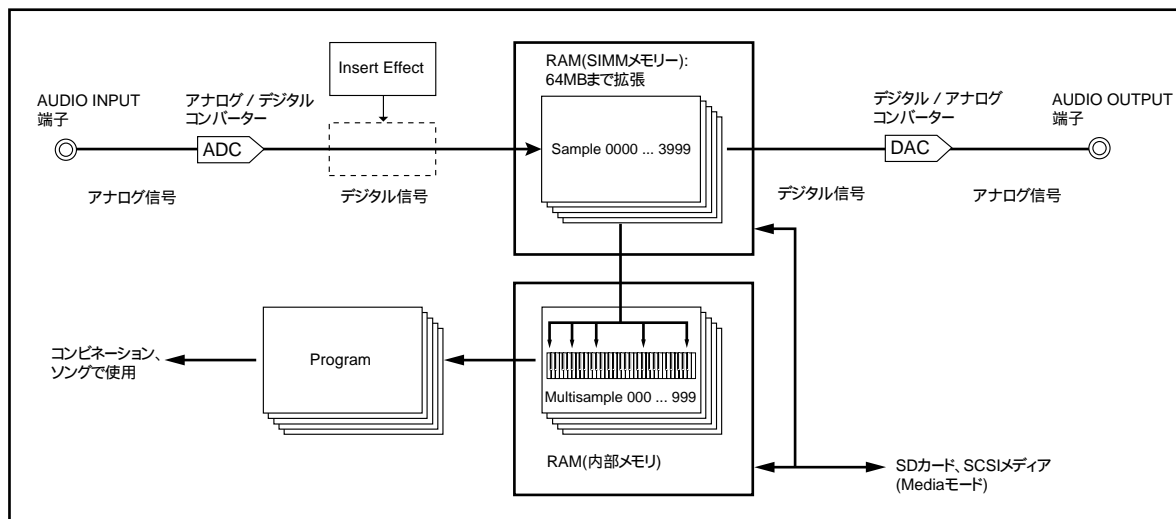 Insert Effect
RAM(SIMMメモリー):
64MBまで拡張
AUDIO INPUT
端子
アナログ / デジタル
コンバーター
デジタル / アナログ
コンバーター
AUDIO OUTPUT
端子
ADC
Sample 0000 ... 3999
DAC
アナログ信号
デジタル信号
デジタル信号
アナログ信号
コンビネーション、
ソングで使用
Program
Multisample 000 ... 999
RAM(内部メモリ)
SDカード、SCSIメディア
(Mediaモード)